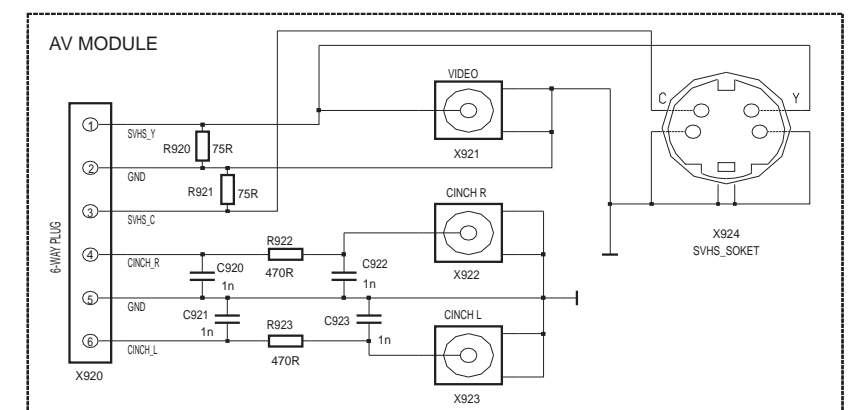 AV MODULE
VIDEO
C
Y
1
SVHS_Y
R920
75R
X921
2
GND
R921
75R
CINCH R
3
SVHS_C
X924
SVHS_SOKET
6-WAY PLUG
R922
4
CINCH_R
C920
470R
C922
X922
1n
1n
5
GND
CINCH L
C921
R923
C923
1n
1n
6
CINCH_L
470R
X920
X923